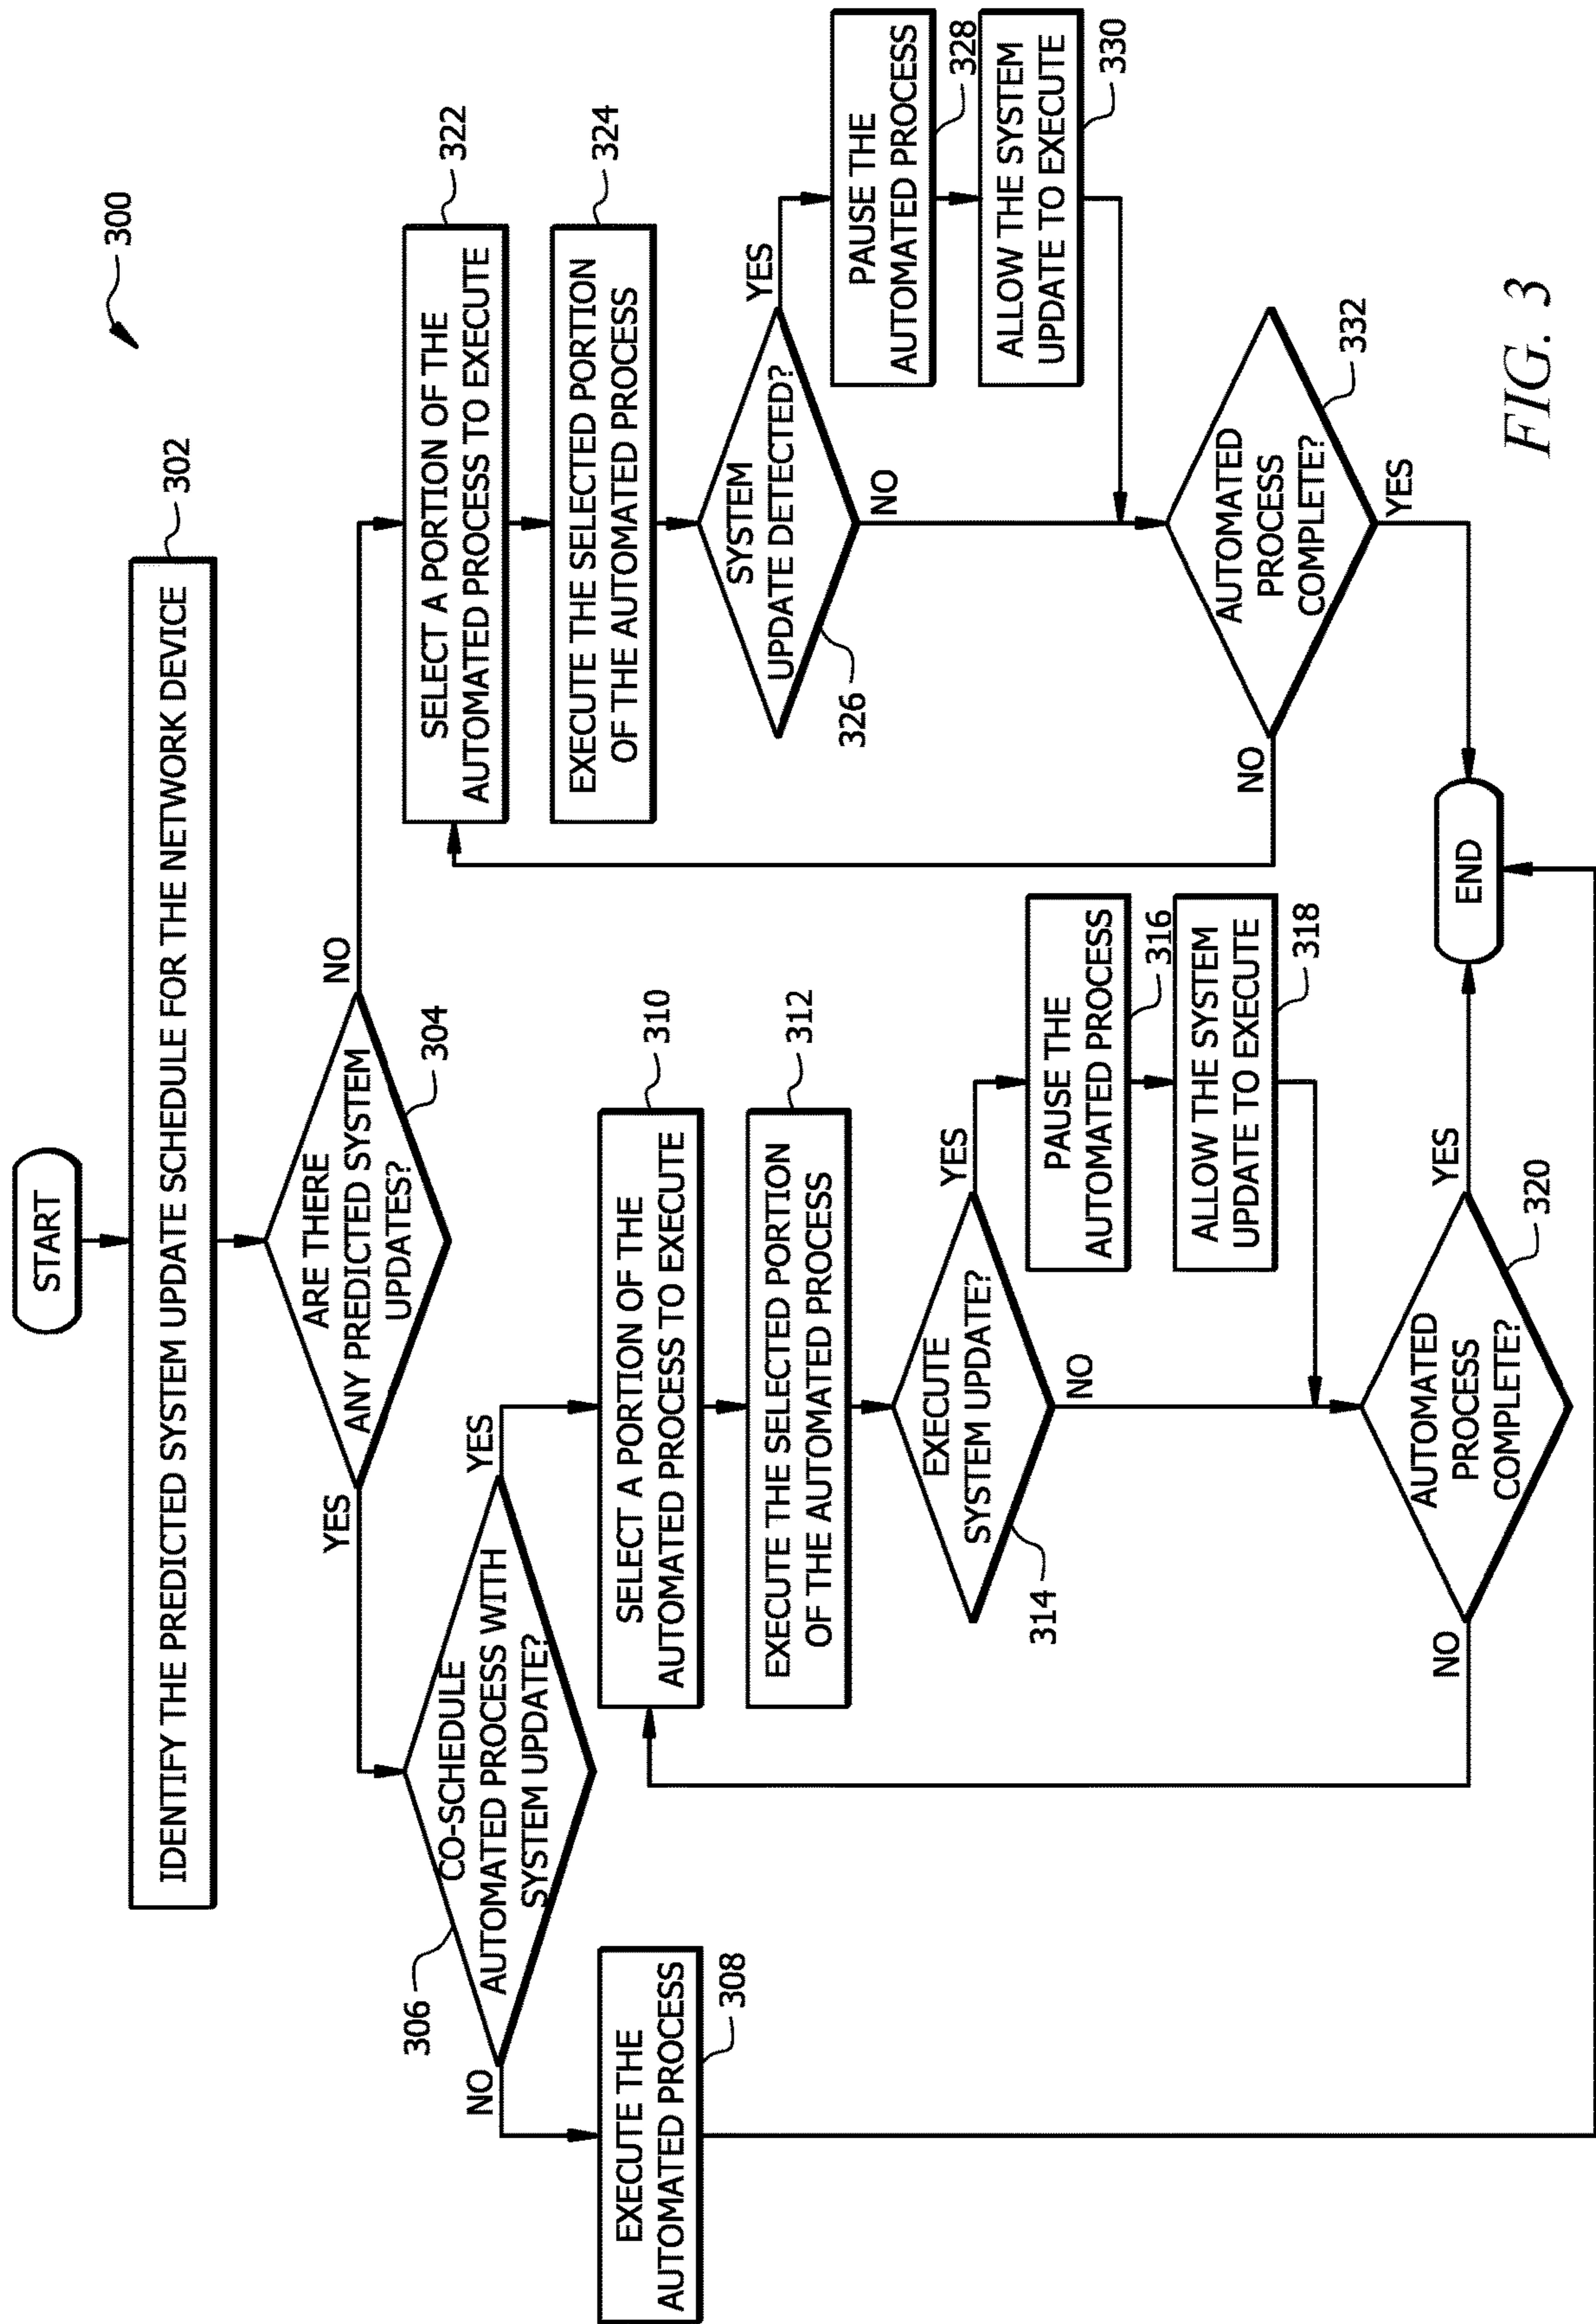 300
START
IDENTIFY THE PREDICTED SYSTEM UPDATE SCHEDULE FOR THE NETWORK DEVICE
302
ARE THERE
ANY PREDICTED SYSTEM
UPDATES?
304
YES
NO
306
CO-SCHEDULE
AUTOMATED PROCESS WITH
SYSTEM UPDATE?
NO
YES
EXECUTE THE
AUTOMATED PROCESS
308
SELECT A PORTION OF THE
AUTOMATED PROCESS TO EXECUTE
310
EXECUTE THE SELECTED PORTION
OF THE AUTOMATED PROCESS
312
EXECUTE
SYSTEM UPDATE?
314
YES
NO
PAUSE THE
AUTOMATED PROCESS
316
ALLOW THE SYSTEM
UPDATE TO EXECUTE
318
AUTOMATED
PROCESS
COMPLETE?
320
NO
YES
SELECT A PORTION OF THE
AUTOMATED PROCESS TO EXECUTE
322
EXECUTE THE SELECTED PORTION
OF THE AUTOMATED PROCESS
324
SYSTEM
UPDATE DETECTED?
326
YES
NO
PAUSE THE
AUTOMATED PROCESS
328
ALLOW THE SYSTEM
UPDATE TO EXECUTE
330
AUTOMATED
PROCESS
COMPLETE?
332
NO
YES
END
FIG. 3